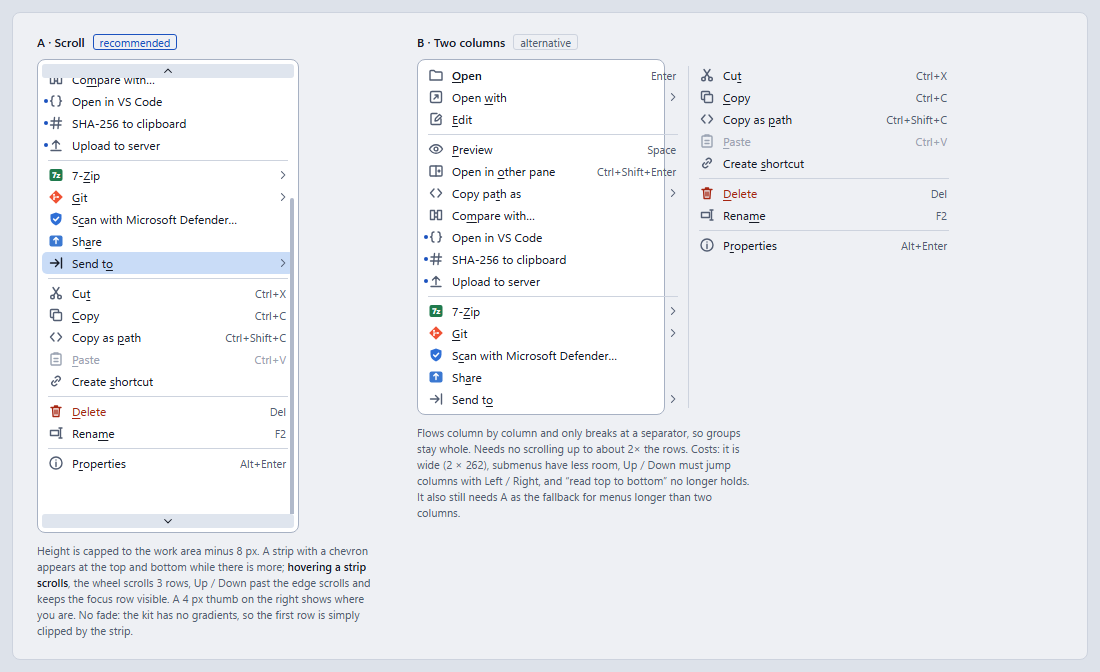 A · Scroll recommended
Compare with...
{} Open in VS Code
# SHA-256 to clipboard
Upload to server
7z 7-Zip
Git
Scan with Microsoft Defender...
Share
Send to
Cut Ctrl+X
Copy Ctrl+C
Copy as path Ctrl+Shift+C
Paste Ctrl+V
Create shortcut
Delete Del
Rename F2
Properties Alt+Enter
Height is capped to the work area minus 8 px. A strip with a chevron
appears at the top and bottom while there is more; hovering a strip
scrolls, the wheel scrolls 3 rows, Up / Down past the edge scrolls and
keeps the focus row visible. A 4 px thumb on the right shows where
you are. No fade: the kit has no gradients, so the first row is simply
clipped by the strip.
B · Two columns alternative
Open Enter
Open with
Edit
Preview Space
Open in other pane Ctrl+Shift+Enter
Copy path as
Compare with...
{} Open in VS Code
# SHA-256 to clipboard
Upload to server
7z 7-Zip
Git
Scan with Microsoft Defender...
Share
Send to
Cut Ctrl+X
Copy Ctrl+C
Copy as path Ctrl+Shift+C
Paste Ctrl+V
Create shortcut
Delete Del
Rename F2
Properties Alt+Enter
Flows column by column and only breaks at a separator, so groups
stay whole. Needs no scrolling up to about 2× the rows. Costs: it is
wide (2 × 262), submenus have less room, Up / Down must jump
columns with Left / Right, and “read top to bottom” no longer holds.
It also still needs A as the fallback for menus longer than two
columns.